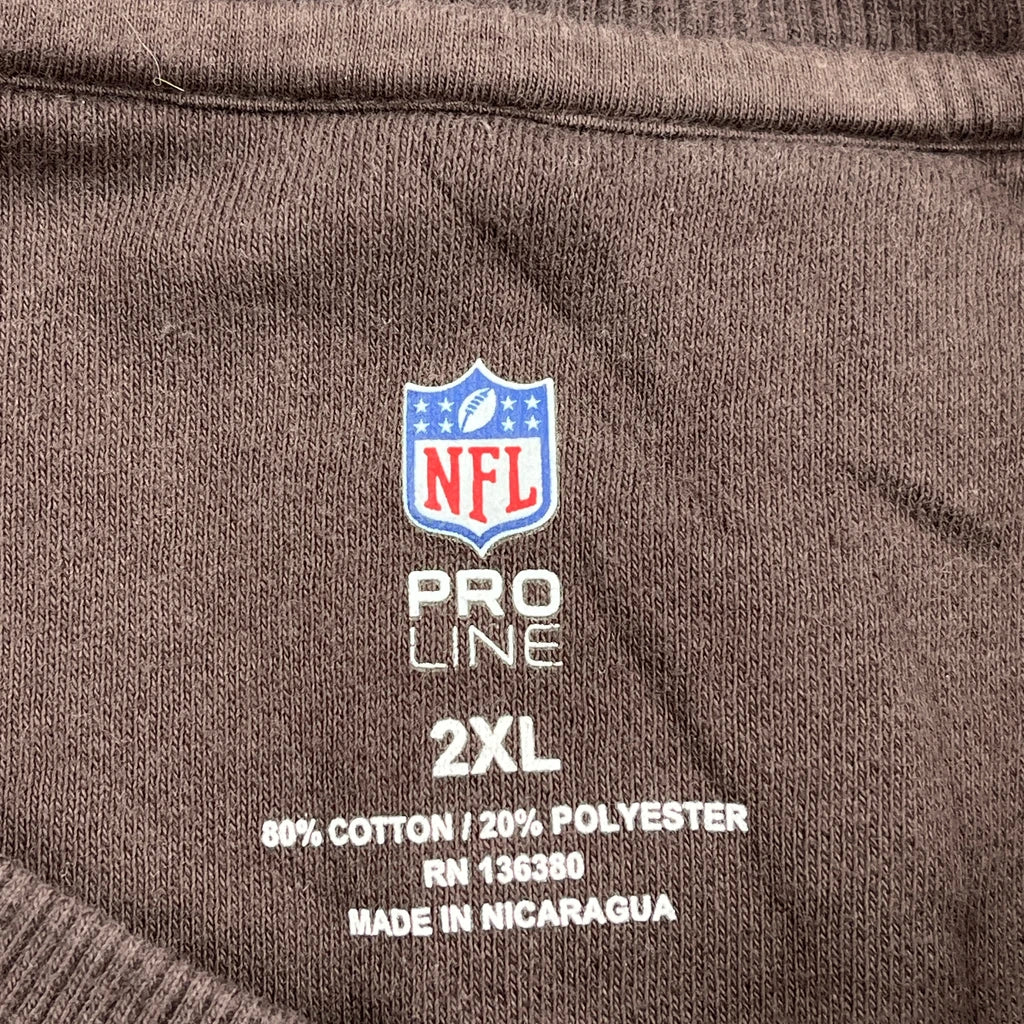 NFL
PRO
LINE
2XL
80% COTTON / 20% POLYESTER
RN 136380
MADE IN NICARAGUA